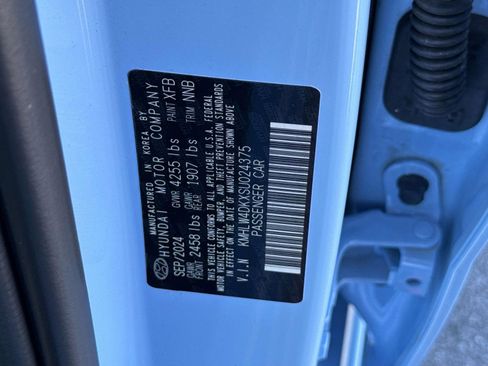 MANUFACTURED IN KOREA BY
HYUNDAI MOTOR COMPANY
SEP/2024 GVWR 4255 lbs PAINT XFB
GAWR FRONT 2458 lbs GAWR REAR 1907 lbs TRIM NNB
THIS VEHICLE CONFORMS TO ALL APPLICABLE U.S.A. FEDERAL
MOTOR VEHICLE SAFETY, BUMPER, AND THEFT PREVENTION STANDARDS
IN EFFECT ON THE DATE OF MANUFACTURE SHOWN ABOVE
V.I.N KMHLW4DKXSU024375
PASSENGER CAR